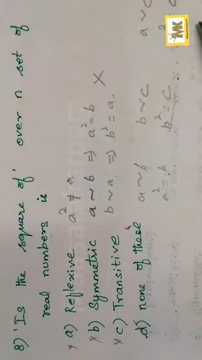 8) 'Is the square of' over n set of
real numbers is
x a) Reflexive a² ≠ a
x b) Symmetric a ~ b ⇒ a² = b ×
b ~ a ⇒ b² = a.
x c) Transitive
d) none of these a ~ b b ~ c a ~ c
a² = b b² = c
MK